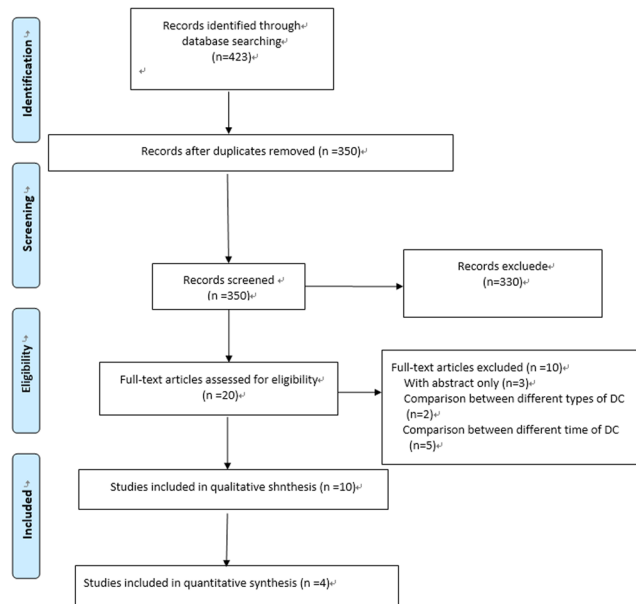 Identification
Records identified through
database searching
(n=423)
Records after duplicates removed (n =350)
Screening
Records screened
(n =350)
Records excluede
(n=330)
Eligibility
Full-text articles assessed for eligibility
(n =20)
Full-text articles excluded (n =10)
With abstract only (n=3)
Comparison between different types of DC
(n=2)
Comparison between different time of DC
(n=5)
Included
Studies included in qualitative shnthesis (n =10)
Studies included in quantitative synthesis (n =4)